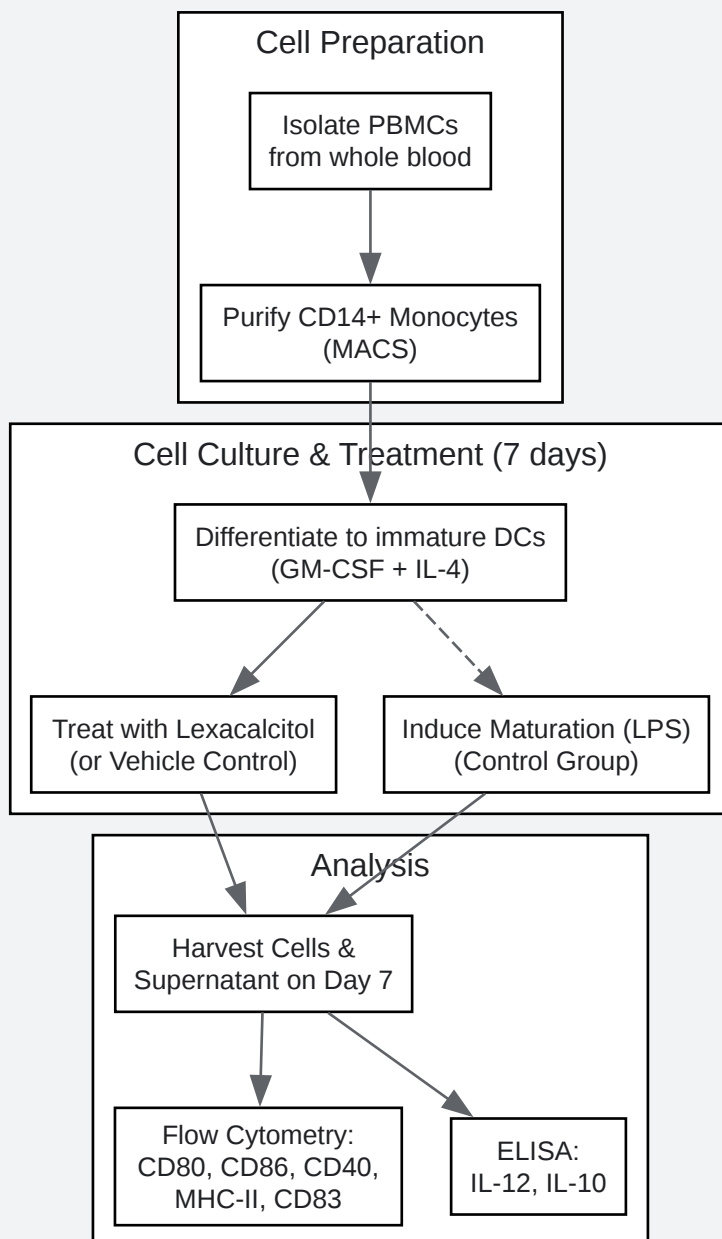 Cell Preparation
Isolate PBMCs
from whole blood
Purify CD14+ Monocytes
(MACS)
Cell Culture & Treatment (7 days)
Differentiate to immature DCs
(GM-CSF + IL-4)
Treat with Lexacalcitol
(or Vehicle Control)
Induce Maturation (LPS)
(Control Group)
Analysis
Harvest Cells &
Supernatant on Day 7
Flow Cytometry:
CD80, CD86, CD40,
MHC-II, CD83
ELISA:
IL-12, IL-10